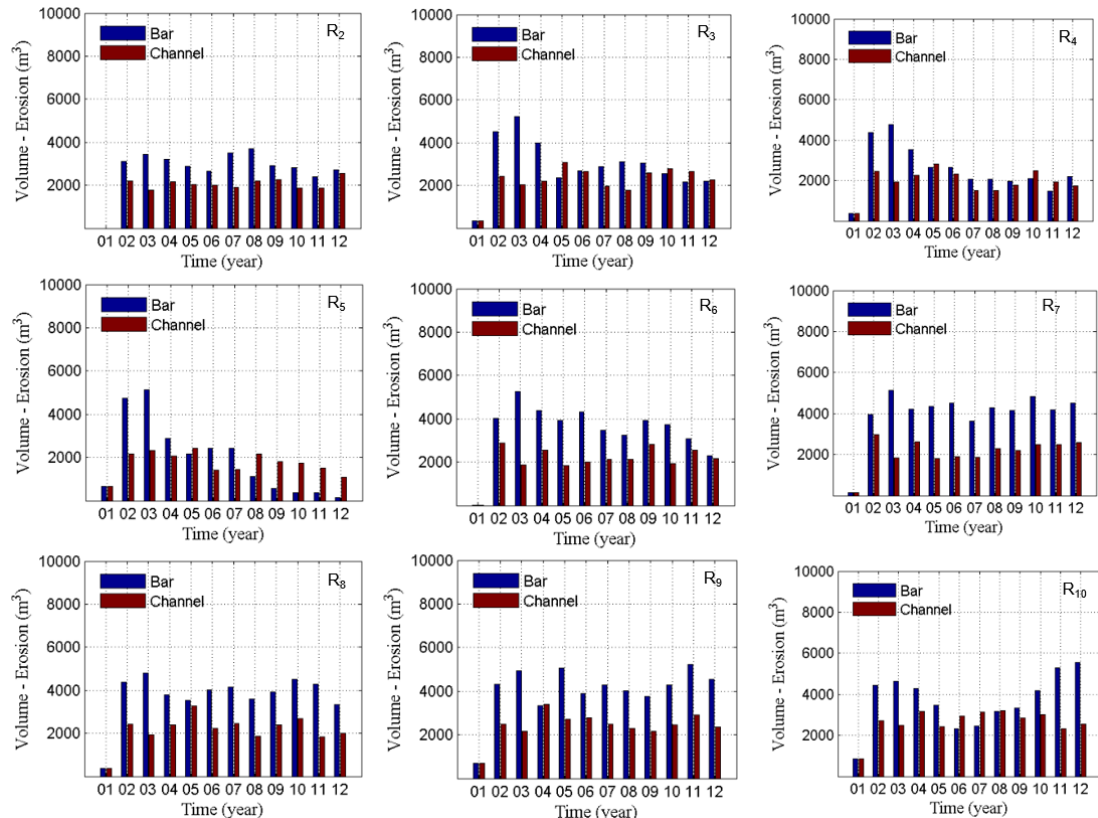 10000
8000
6000
4000
2000
Volume - Erosion (m³)
Bar
Channel
R₂
01 02 03 04 05 06 07 08 09 10 11 12
Time (year)
10000
8000
6000
4000
2000
0
Volume - Erosion (m³)
Bar
Channel
R₃
01 02 03 04 05 06 07 08 09 10 11 12
Time (year)
10000
8000
6000
4000
2000
0
Volume - Erosion (m³)
Bar
Channel
R₄
01 02 03 04 05 06 07 08 09 10 11 12
Time (year)
10000
8000
6000
4000
2000
0
Volume - Erosion (m³)
Bar
Channel
R₅
01 02 03 04 05 06 07 08 09 10 11 12
Time (year)
10000
8000
6000
4000
2000
Volume - Erosion (m³)
Bar
Channel
R₆
01 02 03 04 05 06 07 08 09 10 11 12
Time (year)
10000
8000
6000
4000
2000
Volume - Erosion (m³)
Bar
Channel
R₇
01 02 03 04 05 06 07 08 09 10 11 12
Time (year)
10000
8000
6000
4000
2000
0
Volume - Erosion (m³)
Bar
Channel
R₈
01 02 03 04 05 06 07 08 09 10 11 12
Time (year)
10000
8000
6000
4000
2000
Volume - Erosion (m³)
Bar
Channel
R₉
01 02 03 04 05 06 07 08 09 10 11 12
Time (year)
10000
8000
6000
4000
2000
0
Volume - Erosion (m³)
Bar
Channel
R₁₀
01 02 03 04 05 06 07 08 09 10 11 12
Time (year)